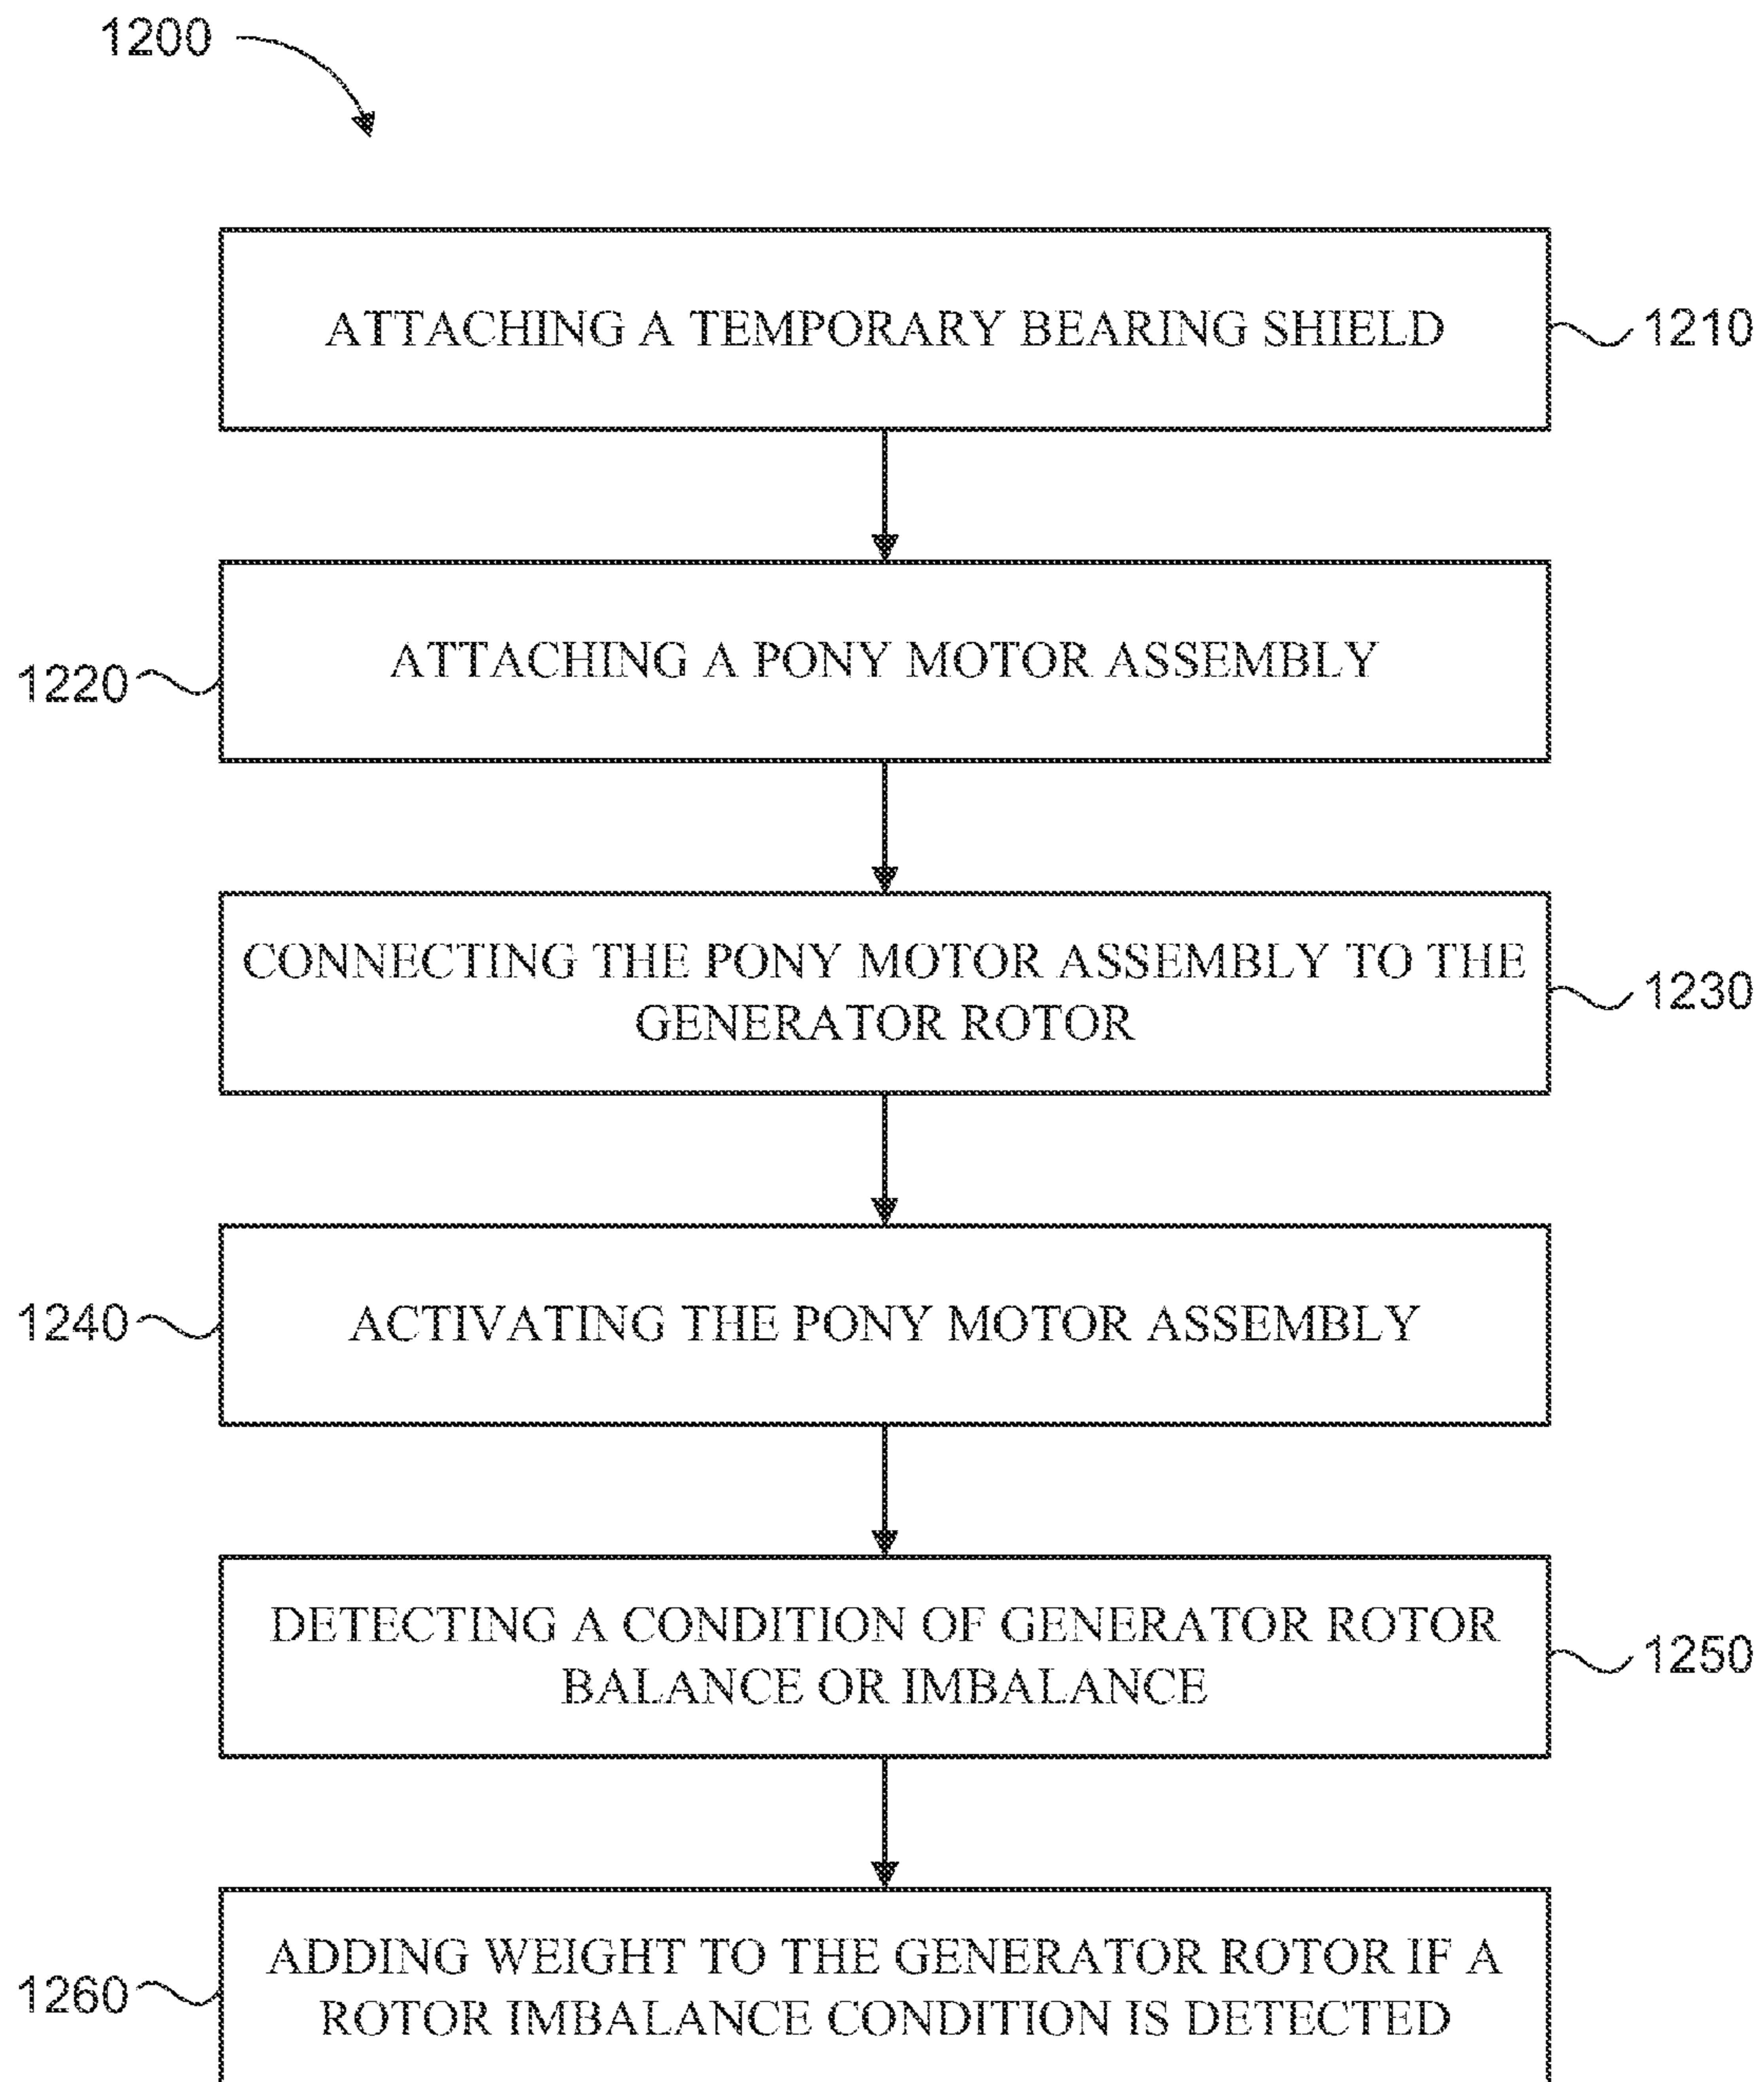 1200
ATTACHING A TEMPORARY BEARING SHIELD
1210
ATTACHING A PONY MOTOR ASSEMBLY
1220
CONNECTING THE PONY MOTOR ASSEMBLY TO THE
GENERATOR ROTOR
1230
ACTIVATING THE PONY MOTOR ASSEMBLY
1240
DETECTING A CONDITION OF GENERATOR ROTOR
BALANCE OR IMBALANCE
1250
ADDING WEIGHT TO THE GENERATOR ROTOR IF A
ROTOR IMBALANCE CONDITION IS DETECTED
1260